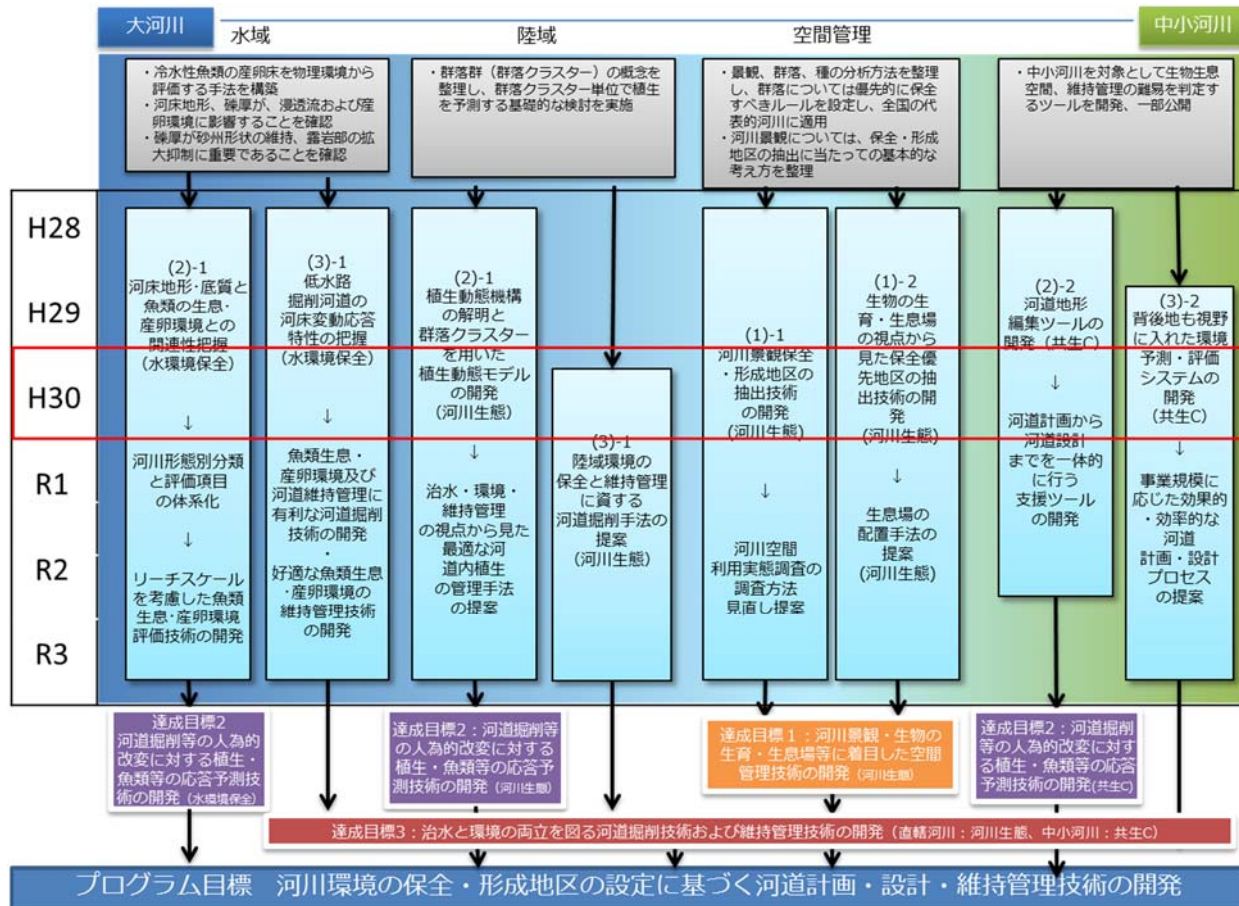 大河川
水域
陸域
空間管理
中小河川
・冷水性魚類の産卵床を物理環境から
評価する手法を構築
・河床地形、礫厚が、浸透流および産
卵環境に影響することを確認
・礫厚が砂州形状の維持、露岩部の拡
大抑制に重要であることを確認
・群落群（群落クラスター）の概念を
整理し、群落クラスター単位で植生
を予測する基礎的な検討を実施
・景観、群落、種の分析方法を整理
し、群落については優先的に保全
すべきルールを設定し、全国の代
表的河川に適用
・河川景観については、保全・形成
地区の抽出に当たっての基本的な
考え方を整理
・中小河川を対象として生物生息
空間、維持管理の難易を判定す
るツールを開発、一部公開
H28
H29
H30
R1
R2
R3
(2)-1
河床地形･底質と
魚類の生息･
産卵環境との
関連性把握
(水環境保全)
↓
河川形態別分類
と評価項目
の体系化
↓
リーチスケール
を考慮した魚類
生息･産卵環境
評価技術の開発
(3)-1
低水路
掘削河道の
河床変動応答
特性の把握
(水環境保全)
↓
魚類生息・
産卵環境及び
河道維持管理に
有利な河道掘削
技術の開発
・
好適な魚類生息
･産卵環境の
維持管理技術
の開発
(2)-1
植生動態機構
の解明と
群落クラスター
を用いた
植生動態モデル
の開発
(河川生態)
↓
治水・環境・
維持管理
の視点から見た
最適な河
道内植生
の管理手法
の提案
(3)-1
陸域環境の
保全と維持管理
に資する
河道掘削手法の
提案
(河川生態)
(1)-1
河川景観保全
・形成地区の
抽出技術の
開発
(河川生態)
↓
河川空間
利用実態調査の
調査方法
見直し提案
(1)-2
生物の生
育・生息場
の視点から
見た保全優
先地区の抽
出技術の開
発
(河川生態)
↓
生息場の
配置手法の
提案
(河川生態)
(2)-2
河道地形
編集ツールの
開発（共生C）
↓
河道計画から
河道設計
までを一体的
に行う
支援ツール
の開発
(3)-2
背後地も視野
に入れた環境
予測・評価
システムの
開発
(共生C)
↓
事業規模に
応じた効果的
・効率的な
河道
計画・設計
プロセス
の提案
達成目標2
河道掘削等の人為的
改変に対する植生・
魚類等の応答予測技
術の開発 (水環境保全)
達成目標2：河道掘削等
の人為的改変に対する
植生・魚類等の応答予
測技術の開発 (河川生態)
達成目標１：河川景観・生物の
生育・生息場等に着目した空間
管理技術の開発 (河川生態)
達成目標2：河道掘削
等の人為的改変に対す
る植生・魚類等の応答
予測技術の開発(共生C)
達成目標3：治水と環境の両立を図る河道掘削技術および維持管理技術の開発（直轄河川：河川生態、中小河川：共生C）
プログラム目標　河川環境の保全・形成地区の設定に基づく河道計画・設計・維持管理技術の開発